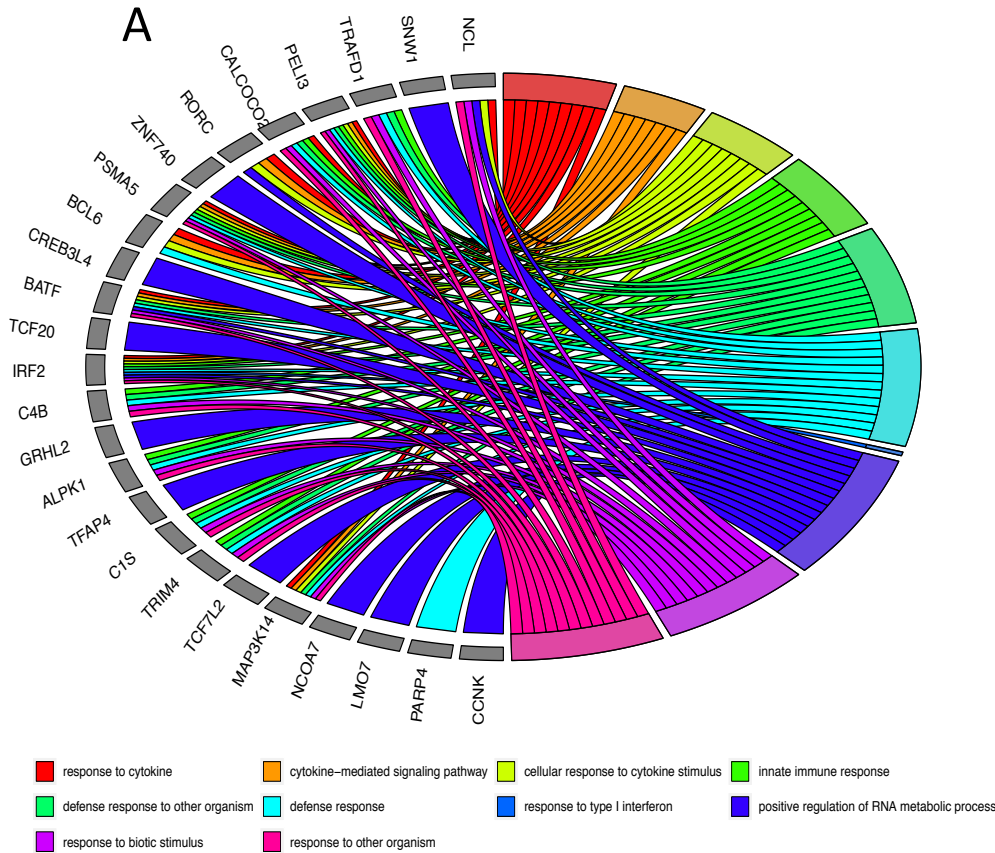 A
NCL
SNW1
TRAFD1
PELI3
CALCOCO2
RORC
ZNF740
PSMA5
BCL6
CREB3L4
BATF
TCF20
IRF2
C4B
GRHL2
ALPK1
TFAP4
C1S
TRIM4
TCF7L2
MAP3K14
NCOA7
LMO7
PARP4
CCNK
response to cytokine cytokine−mediated signaling pathway cellular response to cytokine stimulus innate immune response
defense response to other organism defense response response to type I interferon positive regulation of RNA metabolic process
response to biotic stimulus response to other organism